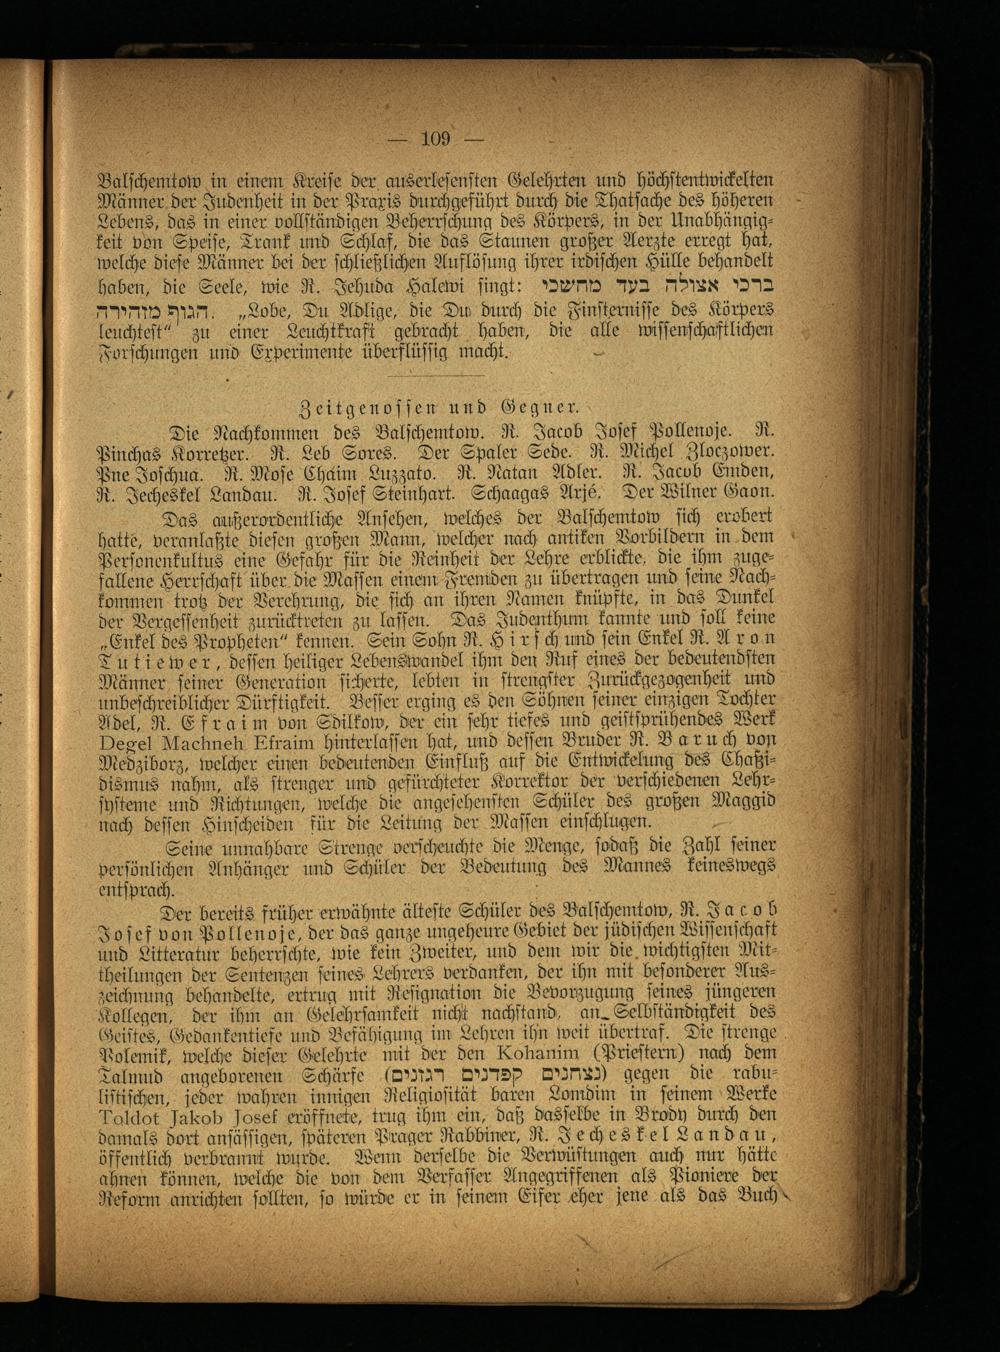 — 109 —
Balschemtow in einem Kreise der auserlesensten Gelehrten und höchstentwickelten
Männer der Judenheit in der Praxis durchgeführt durch die Thatsache des höheren
Lebens, das in einer vollständigen Beherrschung des Körpers, in der Unabhängig-
keit von Speise, Trank und Schlaf, die das Staunen großer Aerzte erregt hat,
welche diese Männer bei der schließlichen Auflösung ihrer irdischen Hülle behandelt
haben, die Seele, wie R. Jehuda Halewi singt: ברכי אצולה בעד מחשכי
הגוף מזהירה. „Lobe, Du Adlige, die Du durch die Finsternisse des Körpers
leuchtest“ zu einer Leuchtkraft gebracht haben, die alle wissenschaftlichen
Forschungen und Experimente überflüssig macht.
Zeitgenossen und Gegner.
Die Nachkommen des Balschemtow. R. Jacob Josef Pollenoje. R.
Pinchas Korretzer. R. Leb Sores. Der Spaler Sede. R. Michel Zloczower.
Pne Joschua. R. Mose Chaim Luzzato. R. Natan Adler. R. Jacob Emden,
R. Jecheskel Landau. R. Josef Steinhart. Schaagas Arjé. Der Wilner Gaon.
Das außerordentliche Ansehen, welches der Balschemtow sich erobert
hatte, veranlaßte diesen großen Mann, welcher nach antiken Vorbildern in dem
Personenkultus eine Gefahr für die Reinheit der Lehre erblickte, die ihm zuge-
fallene Herrschaft über die Massen einem Fremden zu übertragen und seine Nach-
kommen trotz der Verehrung, die sich an ihren Namen knüpfte, in das Dunkel
der Vergessenheit zurücktreten zu lassen. Das Judenthum kannte und soll keine
„Enkel des Propheten“ kennen. Sein Sohn R. Hirsch und sein Enkel R. Aron
Tutiewer, dessen heiliger Lebenswandel ihm den Ruf eines der bedeutendsten
Männer seiner Generation sicherte, lebten in strengster Zurückgezogenheit und
unbeschreiblicher Dürftigkeit. Besser erging es den Söhnen seiner einzigen Tochter
Adel, R. Efraim von Sdilkow, der ein sehr tiefes und geistsprühendes Werk
Degel Machneh Efraim hinterlassen hat, und dessen Bruder R. Baruch von
Medziborz, welcher einen bedeutenden Einfluß auf die Entwickelung des Chaßi-
dismus nahm, als strenger und gefürchteter Korrektor der verschiedenen Lehr-
systeme und Richtungen, welche die angesehensten Schüler des großen Maggid
nach dessen Hinscheiden für die Leitung der Massen einschlugen.
Seine unnahbare Strenge verscheuchte die Menge, sodaß die Zahl seiner
persönlichen Anhänger und Schüler der Bedeutung des Mannes keineswegs
entsprach.
Der bereits früher erwähnte älteste Schüler des Balschemtow, R. Jacob
Josef von Pollenoje, der das ganze ungeheure Gebiet der jüdischen Wissenschaft
und Litteratur beherrschte, wie kein Zweiter, und dem wir die wichtigsten Mit-
theilungen der Sentenzen seines Lehrers verdanken, der ihn mit besonderer Aus-
zeichnung behandelte, ertrug mit Resignation die Bevorzugung seines jüngeren
Kollegen, der ihm an Gelehrsamkeit nicht nachstand, an Selbständigkeit des
Geistes, Gedankentiefe und Befähigung im Lehren ihn weit übertraf. Die strenge
Polemik, welche dieser Gelehrte mit der den Kohanim (Priestern) nach dem
Talmud angeborenen Schärfe (נצחנים קפדנים רגזנים) gegen die rabu-
listischen, jeder wahren innigen Religiosität baren Lomdim in seinem Werke
Toldot Jakob Josef eröffnete, trug ihm ein, daß dasselbe in Brody durch den
damals dort ansässigen, späteren Prager Rabbiner, R. Jecheskel Landau,
öffentlich verbrannt wurde. Wenn derselbe die Verwüstungen auch nur hätte
ahnen können, welche die von dem Verfasser Angegriffenen als Pioniere der
Reform anrichten sollten, so würde er in seinem Eifer eher jene als das Buch